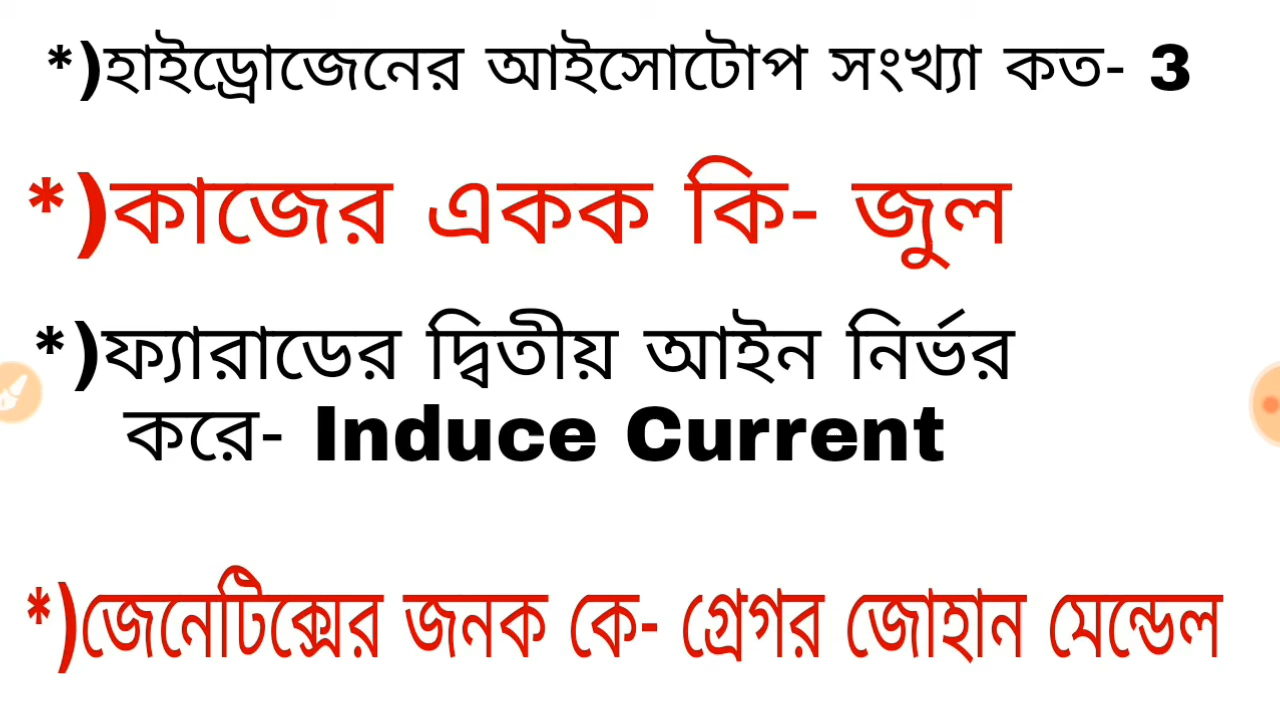 *)হাইড্রোজেনের আইসোটোপ সংখ্যা কত- 3
*)কাজের একক কি- জুল
*)ফ্যারাডের দ্বিতীয় আইন নির্ভর
করে- Induce Current
*)জেনেটিক্সের জনক কে- গ্রেগর জোহান মেন্ডেল